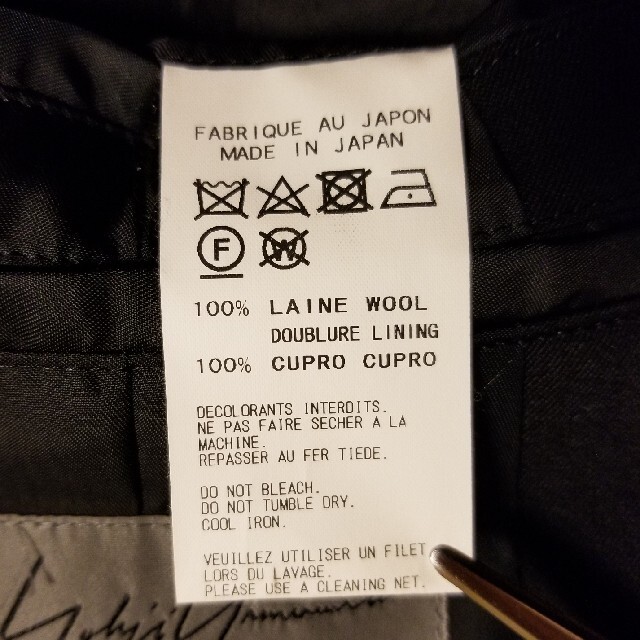 FABRIQUE AU JAPON
MADE IN JAPAN
F W
100% LAINE WOOL
DOUBLURE LINING
100% CUPRO CUPRO
DECOLORANTS INTERDITS.
NE PAS FAIRE SECHER A LA
MACHINE.
REPASSER AU FER TIEDE.
DO NOT BLEACH.
DO NOT TUMBLE DRY.
COOL IRON.
VEUILLEZ UTILISER UN FILET
LORS DU LAVAGE.
PLEASE USE A CLEANING NET.
Yohji Yamamoto